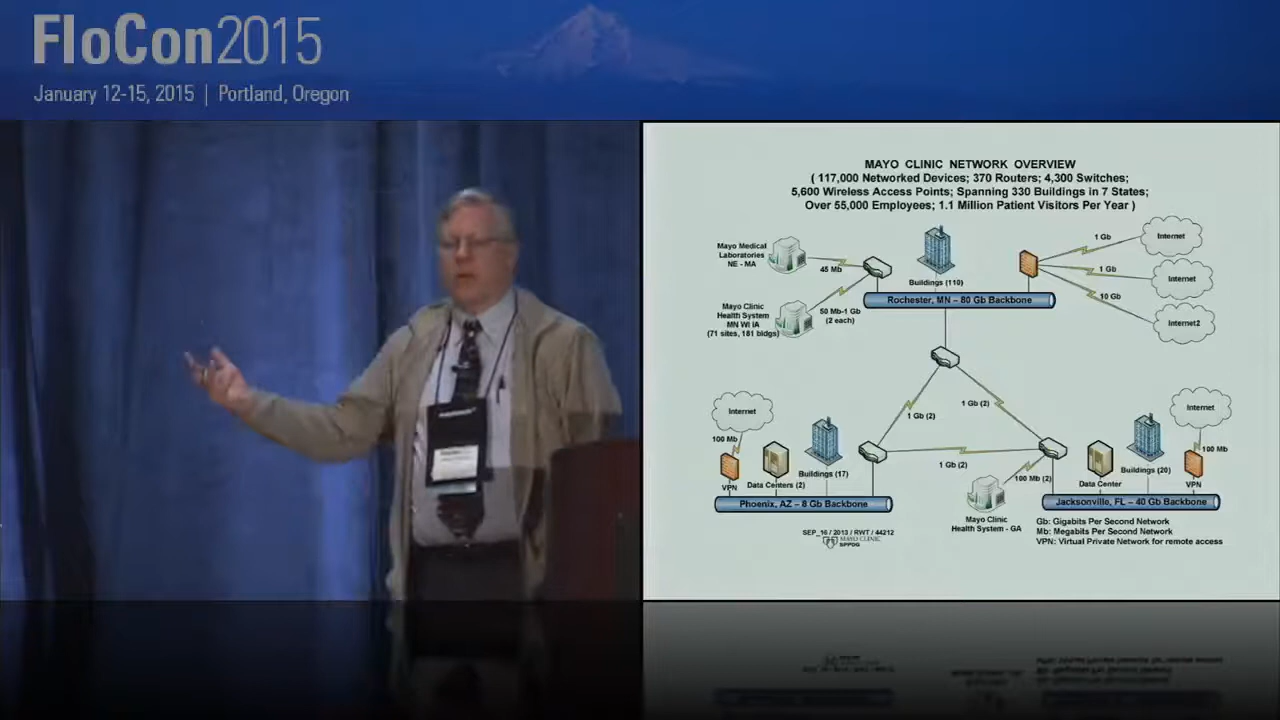 FloCon2015
January 12-15, 2015 | Portland, Oregon
MAYO CLINIC NETWORK OVERVIEW
( 117,000 Networked Devices; 370 Routers; 4,300 Switches;
5,600 Wireless Access Points; Spanning 330 Buildings in 7 States;
Over 55,000 Employees; 1.1 Million Patient Visitors Per Year )
Mayo Medical
Laboratories
NE - MA
45 Mb
Buildings (110)
1 Gb
Internet
1 Gb
Internet
10 Gb
Internet2
Rochester, MN – 80 Gb Backbone
Mayo Clinic
Health System
MN WI IA
(71 sites, 181 bldgs)
50 Mb-1 Gb
(2 each)
1 Gb (2)
1 Gb (2)
1 Gb (2)
Internet
100 Mb
VPN
Data Centers (2)
Buildings (17)
Phoenix, AZ – 8 Gb Backbone
100 Mb (2)
Mayo Clinic
Health System - GA
Internet
100 Mb
Data Center
Buildings (20)
VPN
Jacksonville, FL – 40 Gb Backbone
SEP_16 / 2013 / RWT / 44212
MAYO CLINIC
SPPDG
Gb: Gigabits Per Second Network
Mb: Megabits Per Second Network
VPN: Virtual Private Network for remote access